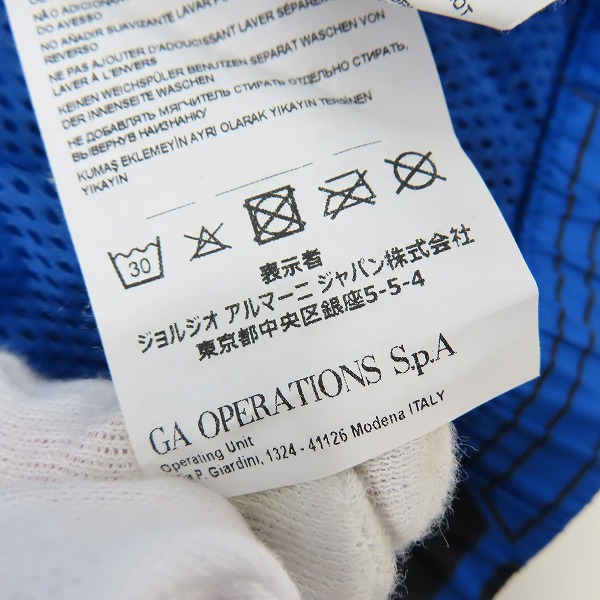 NÃO ADICIONAR
DO AVESSO
NO AÑADIR SUAVIZANTE LAVAR POR
REVERSO
NE PAS AJOUTER D'ADOUCISSANT LAVER SÉPARÉMENT
LAVER À L'ENVERS
KEINEN WEICHSPÜLER BENUTZEN SEPARAT WASCHEN VON
DER INNENSEITE WASCHEN
НЕ ДОБАВЛЯТЬ МЯГЧИТЕЛЬ СТИРАТЬ ОТДЕЛЬНО СТИРАТЬ,
ВЫВЕРНУВ НАИЗНАНКУ
KUMAŞ EKLEMEYİN AYRI OLARAK YIKAYIN TERSİNEN
YIKAYIN
30
表示者
ジョルジオ アルマーニ ジャパン株式会社
東京都中央区銀座5-5-4
GA OPERATIONS S.p.A
Operating Unit
P. Giardini, 1324 - 41126 Modena ITALY